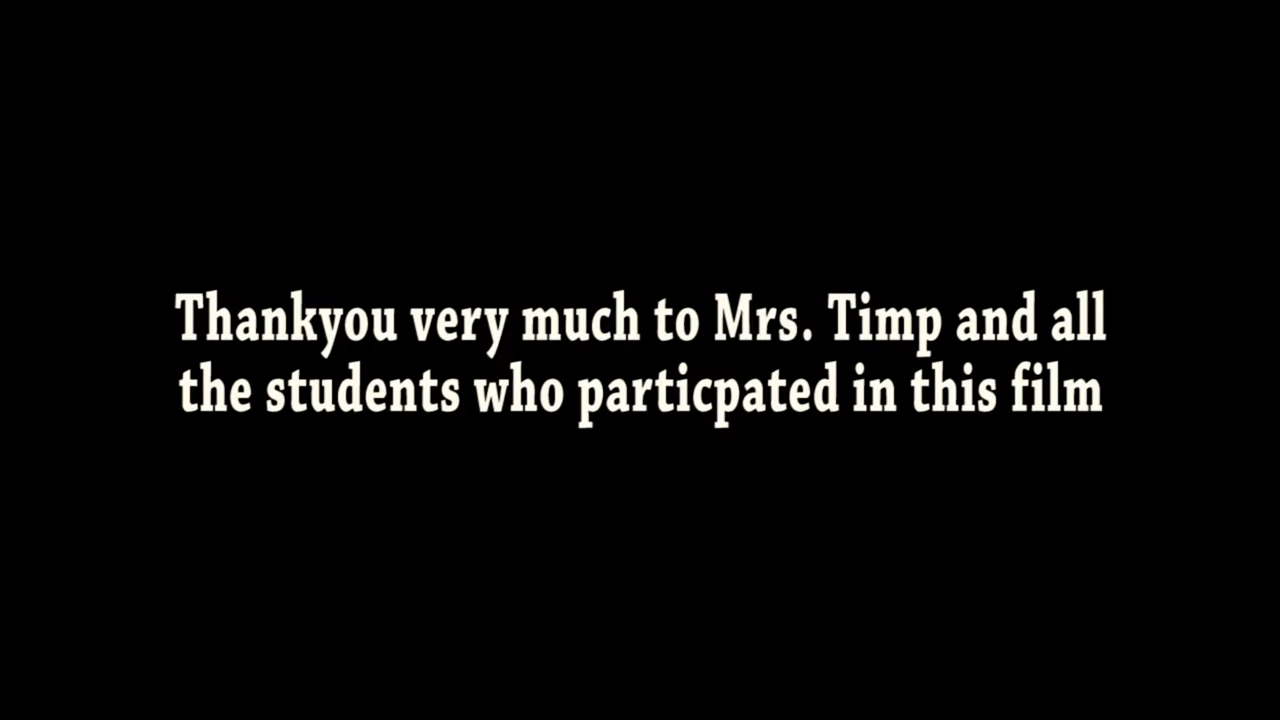 Thankyou very much to Mrs. Timp and all
the students who particpated in this film